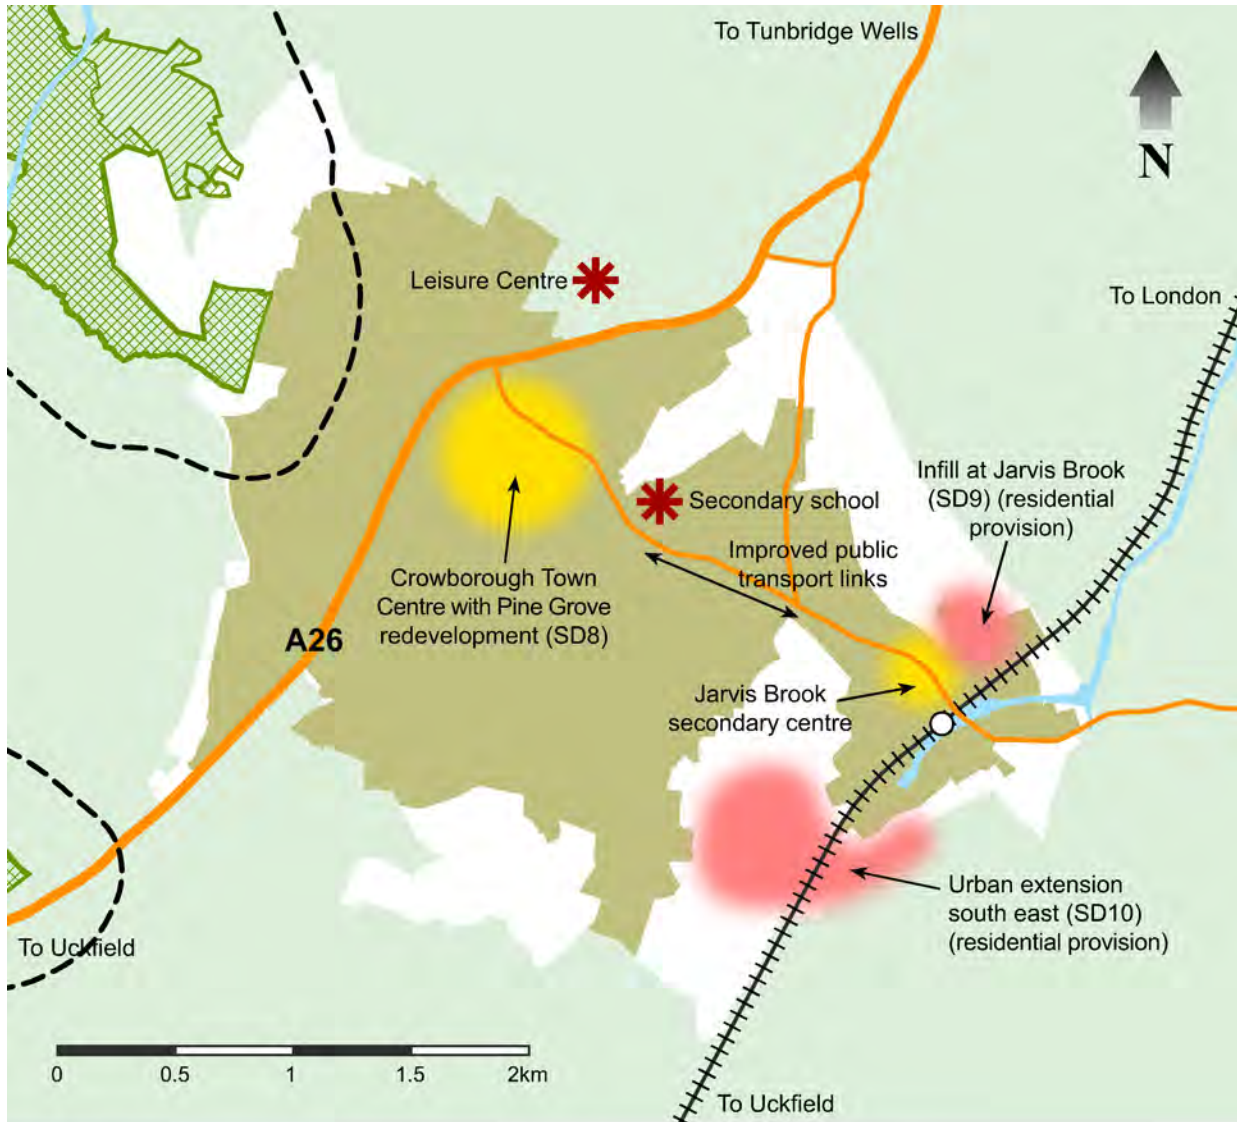 To Tunbridge Wells
N
Leisure Centre
To London
Infill at Jarvis Brook
(SD9) (residential
provision)
Secondary school
Improved public
transport links
Crowborough Town
Centre with Pine Grove
redevelopment (SD8)
A26
Jarvis Brook
secondary centre
Urban extension
south east (SD10)
(residential provision)
To Uckfield
0 0.5 1 1.5 2km
To Uckfield